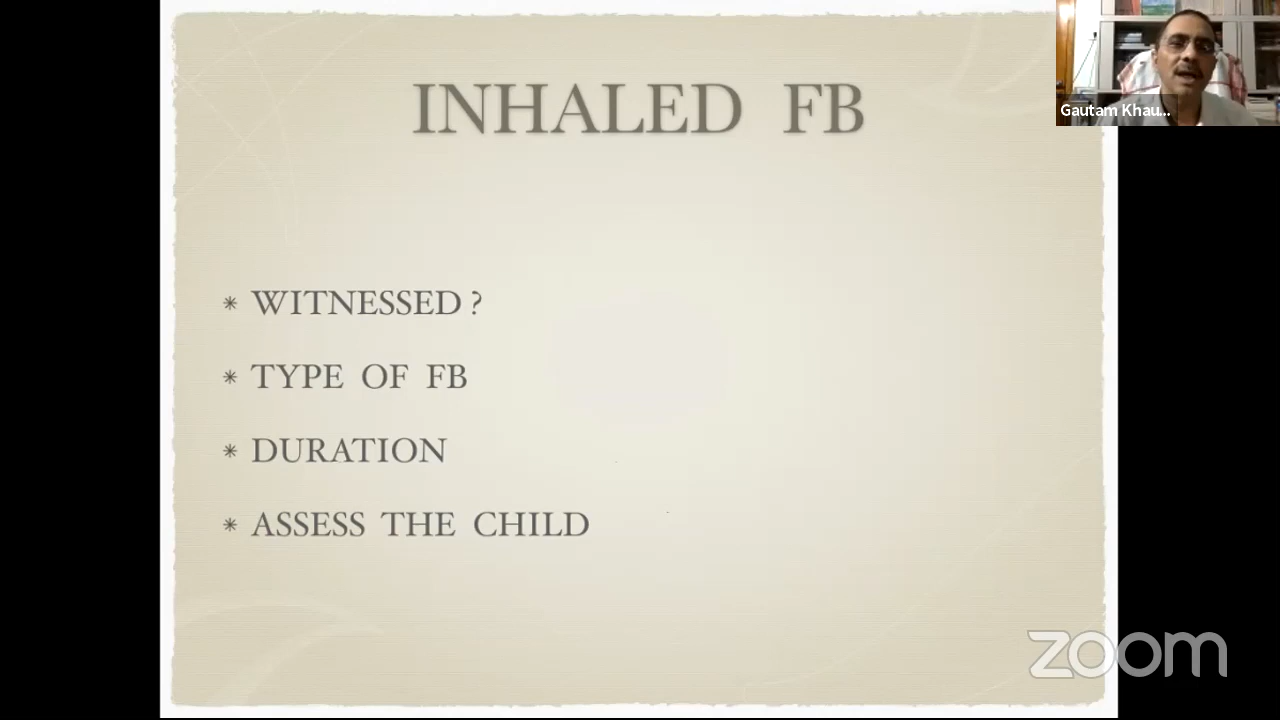 INHALED FB
Gautam Khau...
* WITNESSED ?
* TYPE OF FB
* DURATION
* ASSESS THE CHILD
zoom